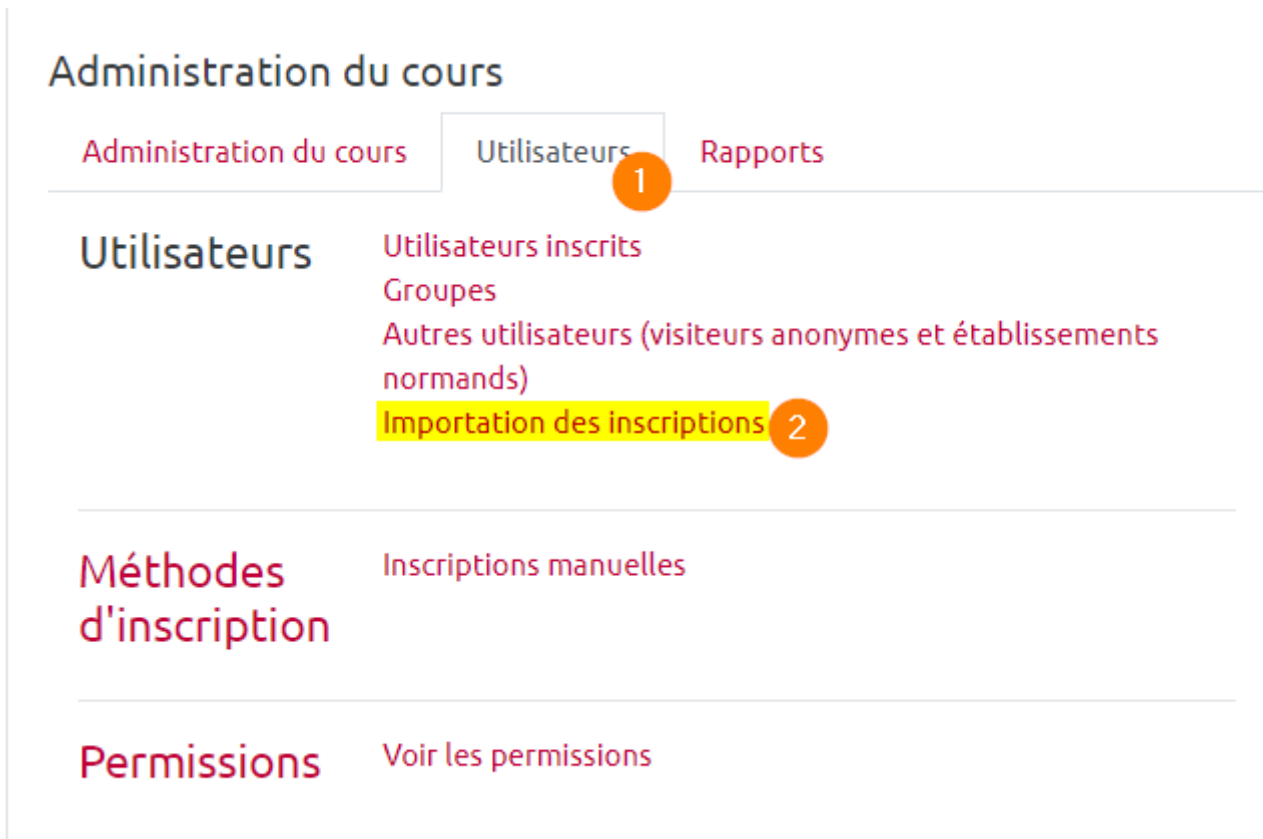 Administration du cours
Administration du cours Utilisateurs Rapports
1
Utilisateurs
Utilisateurs inscrits
Groupes
Autres utilisateurs (visiteurs anonymes et établissements
normands)
Importation des inscriptions 2
Méthodes
d'inscription
Inscriptions manuelles
Permissions
Voir les permissions